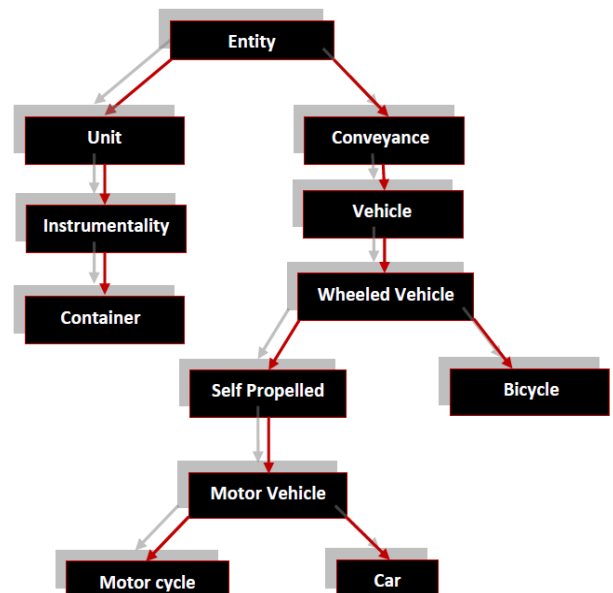 Entity
Unit
Conveyance
Instrumentality
Vehicle
Container
Wheeled Vehicle
Self Propelled
Bicycle
Motor Vehicle
Motor cycle
Car